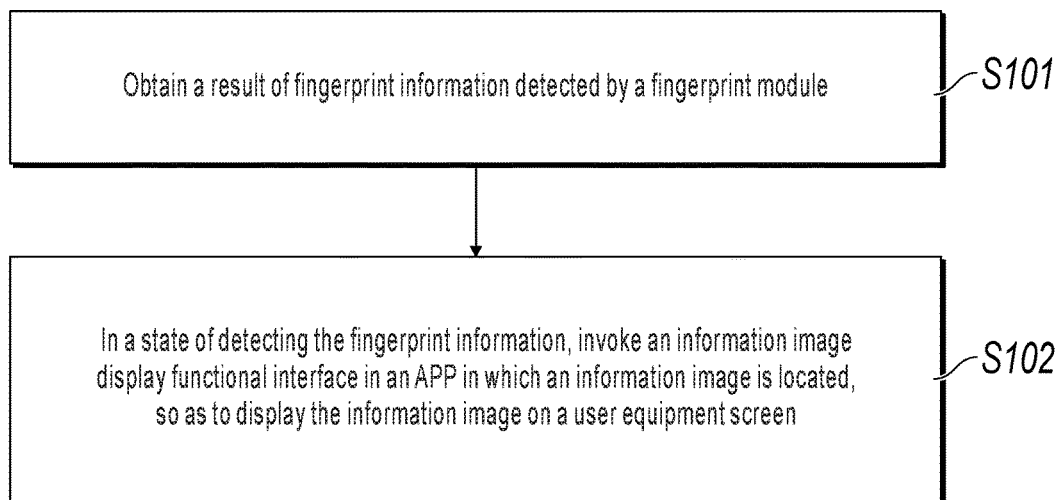 Obtain a result of fingerprint information detected by a fingerprint module
S101
In a state of detecting the fingerprint information, invoke an information image
display functional interface in an APP in which an information image is located,
so as to display the information image on a user equipment screen
S102